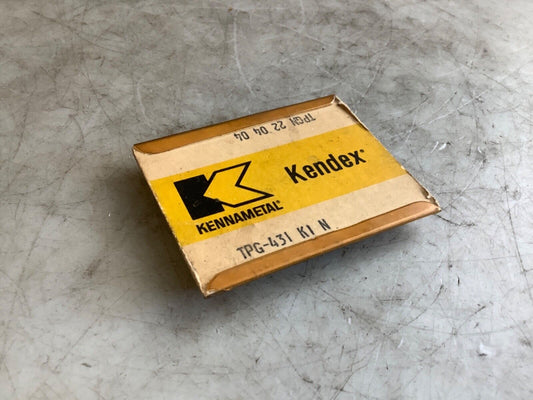 TPGN 22 04 04
Kendex®
KENNAMETAL®
TPG-431 K1 N